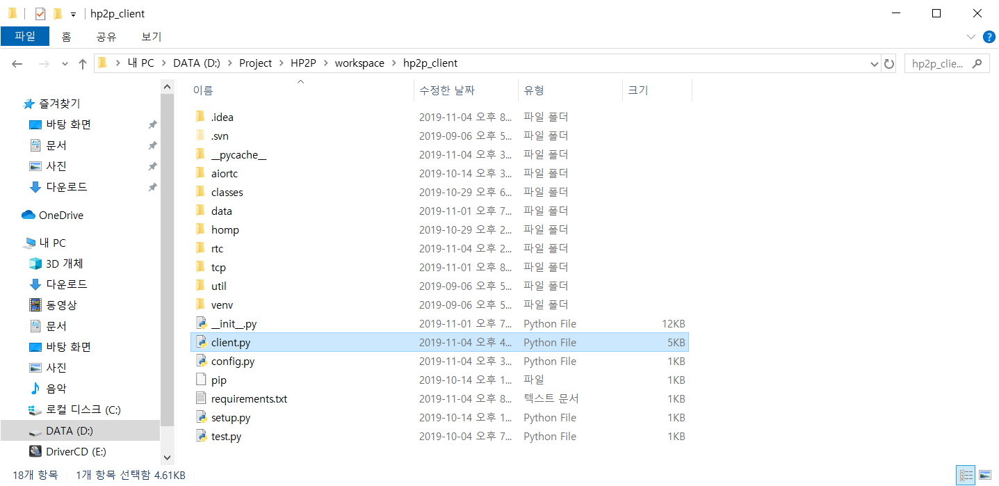 hp2p_client
파일 홈 공유 보기
내 PC DATA (D:) Project HP2P workspace hp2p_client hp2p_clie...
이름 수정한 날짜 유형 크기
즐겨찾기
바탕 화면
문서
사진
다운로드
OneDrive
내 PC
3D 개체
다운로드
동영상
문서
바탕 화면
사진
음악
로컬 디스크 (C:)
DATA (D:)
DriverCD (E:)
.idea 2019-11-04 오후 8... 파일 폴더
.svn 2019-09-06 오후 5... 파일 폴더
__pycache__ 2019-11-04 오후 3... 파일 폴더
aiortc 2019-10-14 오후 3... 파일 폴더
classes 2019-10-29 오후 6... 파일 폴더
data 2019-11-01 오후 7... 파일 폴더
homp 2019-10-29 오후 2... 파일 폴더
rtc 2019-11-04 오후 2... 파일 폴더
tcp 2019-11-01 오후 8... 파일 폴더
util 2019-09-06 오후 5... 파일 폴더
venv 2019-09-06 오후 5... 파일 폴더
__init__.py 2019-11-01 오후 7... Python File 12KB
client.py 2019-11-04 오후 4... Python File 5KB
config.py 2019-11-04 오후 3... Python File 1KB
pip 2019-10-14 오후 1... 파일 1KB
requirements.txt 2019-11-04 오후 8... 텍스트 문서 1KB
setup.py 2019-10-14 오후 1... Python File 1KB
test.py 2019-10-04 오후 7... Python File 1KB
18개 항목 1개 항목 선택함 4.61KB